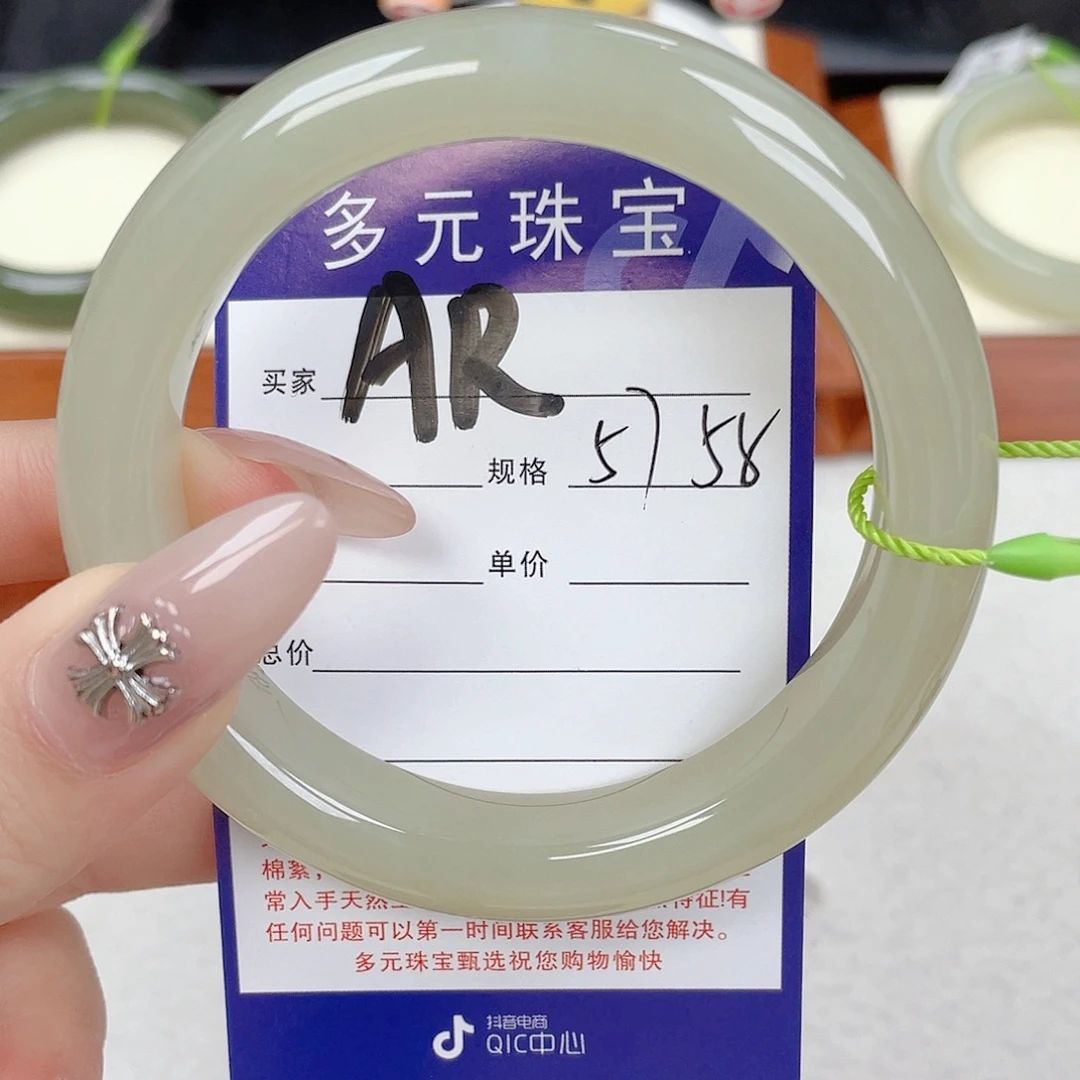 多元珠宝
买家 AR
规格 57 58
单价
总价
棉絮，
常入手天然 特征!有
任何问题可以第一时间联系客服给您解决。
多元珠宝甄选祝您购物愉快
抖音电商
QIC中心